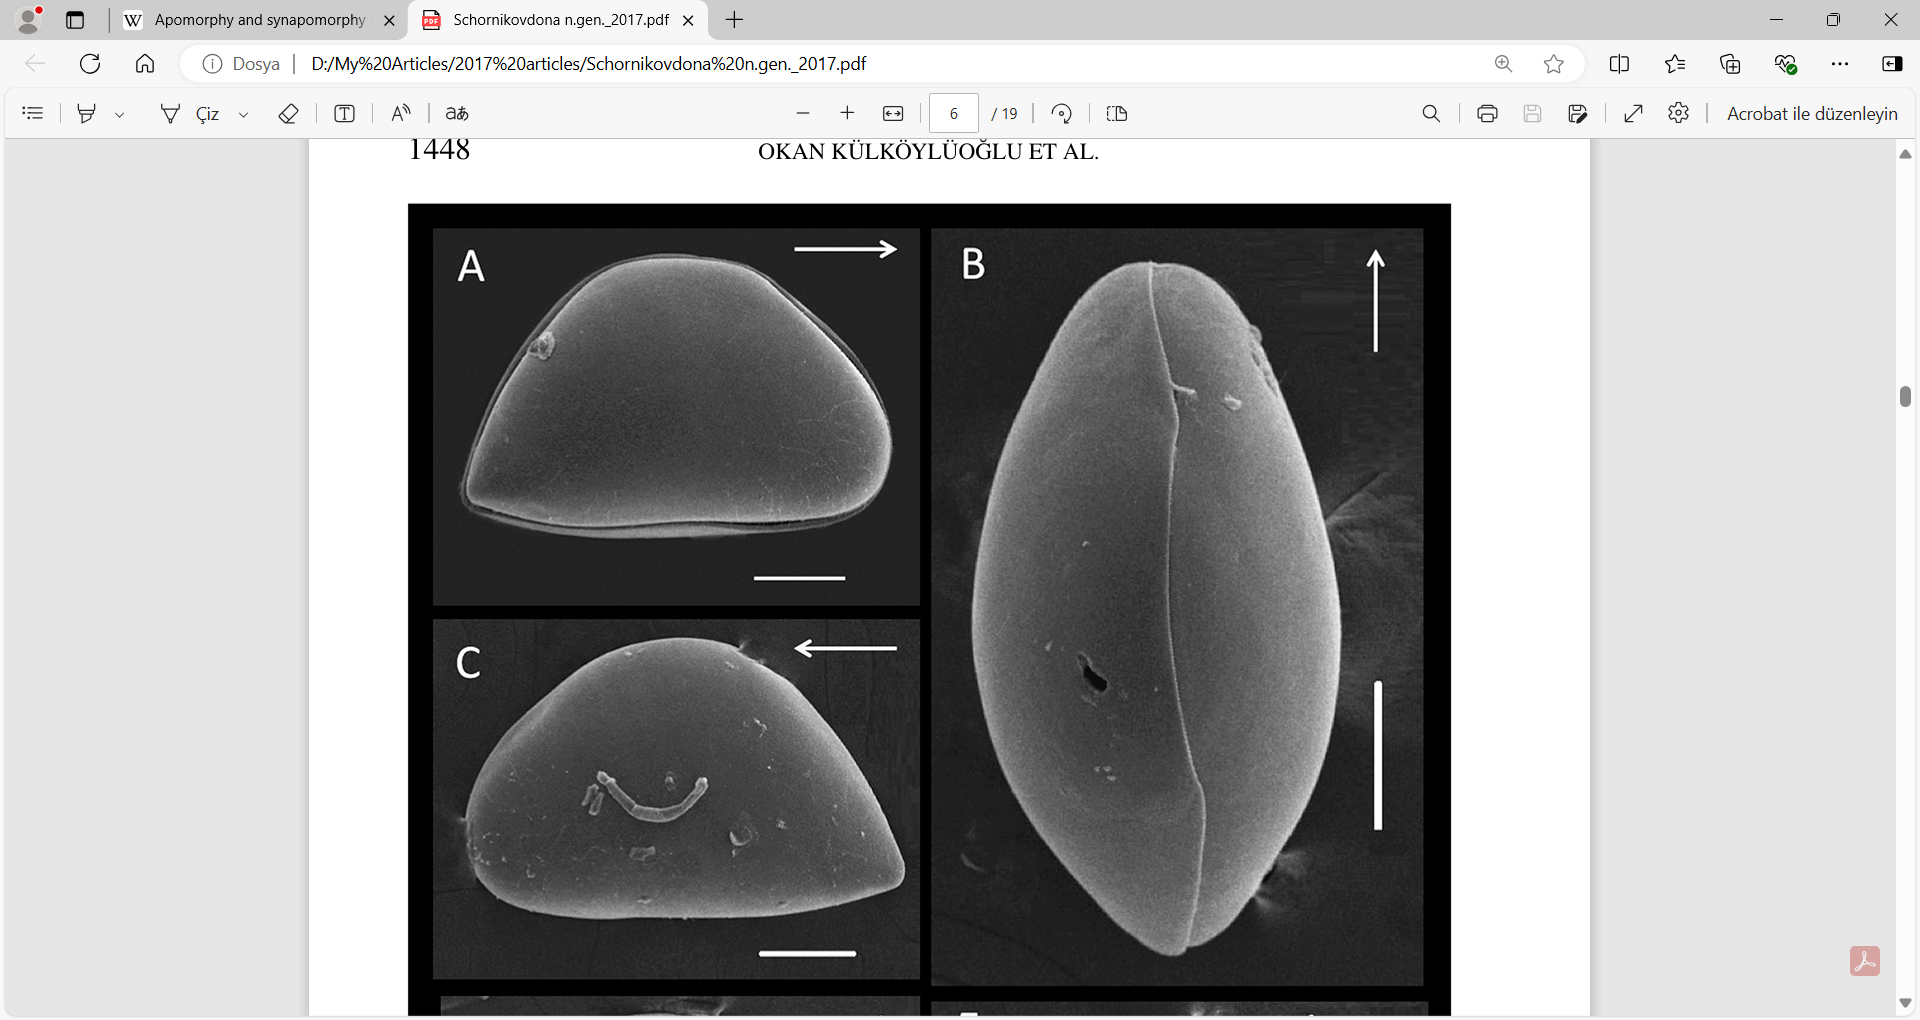 Apomorphy and synapomorphy
Schornikovdona n.gen._2017.pdf
Dosya
D:/My%20Articles/2017%20articles/Schornikovdona%20n.gen._2017.pdf
Çiz
6 / 19
Acrobat ile düzenleyin
1448
OKAN KÜLKÖYLÜOĞLU ET AL.
A
B
C